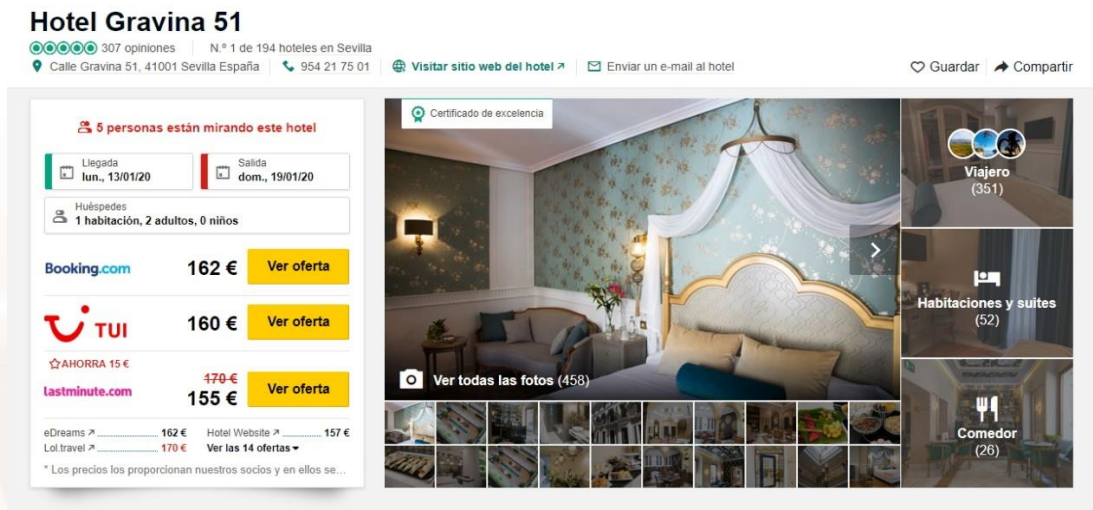 Hotel Gravina 51
307 opiniones N.º 1 de 194 hoteles en Sevilla
Calle Gravina 51, 41001 Sevilla España 954 21 75 01 Visitar sitio web del hotel Enviar un e-mail al hotel Guardar Compartir
5 personas están mirando este hotel
Llegada
lun., 13/01/20
Salida
dom., 19/01/20
Huéspedes
1 habitación, 2 adultos, 0 niños
Booking.com 162 € Ver oferta
TUI 160 € Ver oferta
AHORRA 15 €
lastminute.com 170 € 155 € Ver oferta
eDreams 162 € Hotel Website 157 €
Lol.travel 170 € Ver las 14 ofertas
* Los precios los proporcionan nuestros socios y en ellos se...
Certificado de excelencia
Ver todas las fotos (458)
Viajero
(351)
Habitaciones y suites
(52)
Comedor
(26)